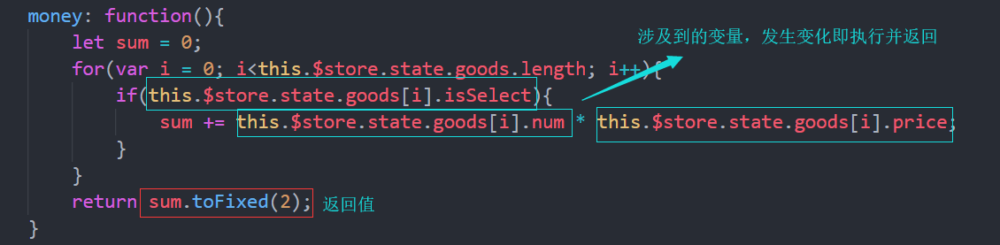 money: function(){
涉及到的变量，发生变化即执行并返回
let sum = 0;
for(var i = 0; i<this.$store.state.goods.length; i++){
if(this.$store.state.goods[i].isSelect){
sum += this.$store.state.goods[i].num * this.$store.state.goods[i].price;
}
}
return sum.toFixed(2); 返回值
}